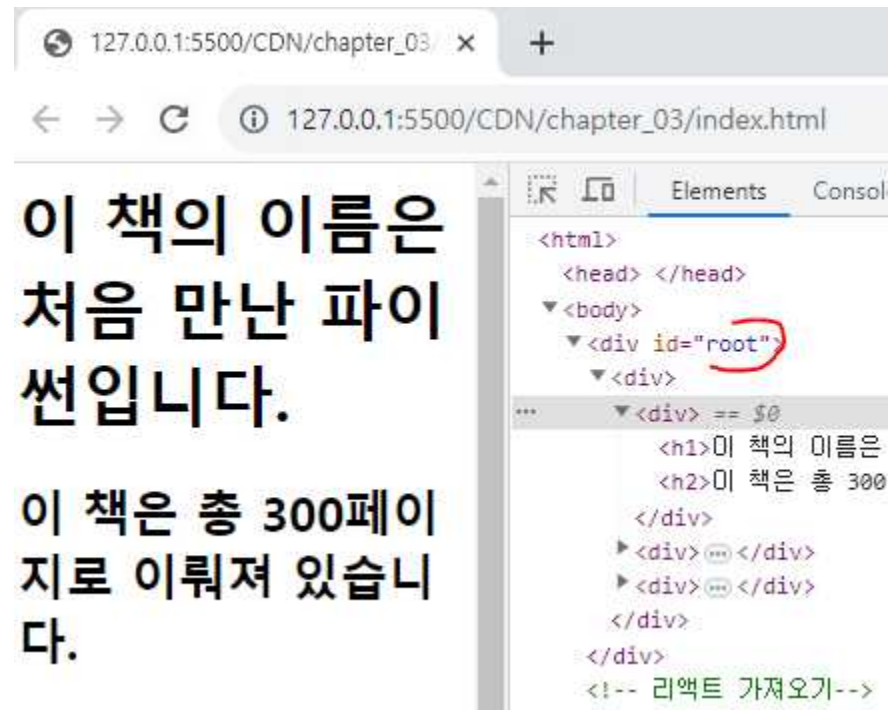 127.0.0.1:5500/CDN/chapter_03/
127.0.0.1:5500/CDN/chapter_03/index.html
이 책의 이름은
처음 만난 파이
썬입니다.
이 책은 총 300페이
지로 이뤄져 있습니
다.
Elements Consol
<html>
<head> </head>
▼<body>
▼<div id="root">
▼<div>
... ▼<div> == $0
<h1>이 책의 이름은
<h2>이 책은 총 300
</div>
▶<div>…</div>
▶<div>…</div>
</div>
</div>
<!-- 리액트 가져오기-->